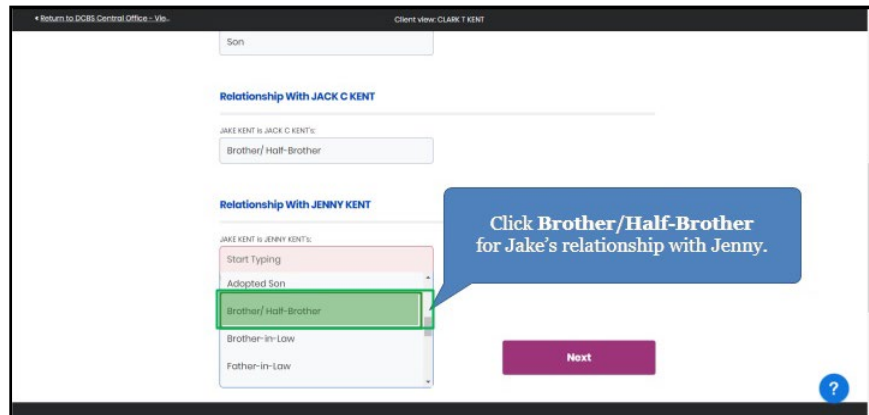 Return to DCBS Central Office - Vie..
Client view: CLARK T KENT
Son
Relationship With JACK C KENT
JAKE KENT is JACK C KENT's:
Brother/ Half-Brother
Relationship With JENNY KENT
JAKE KENT is JENNY KENT's:
Start Typing
Adopted Son
Brother/ Half-Brother
Brother-in-Law
Father-in-Law
Click Brother/Half-Brother
for Jake's relationship with Jenny.
Next
?